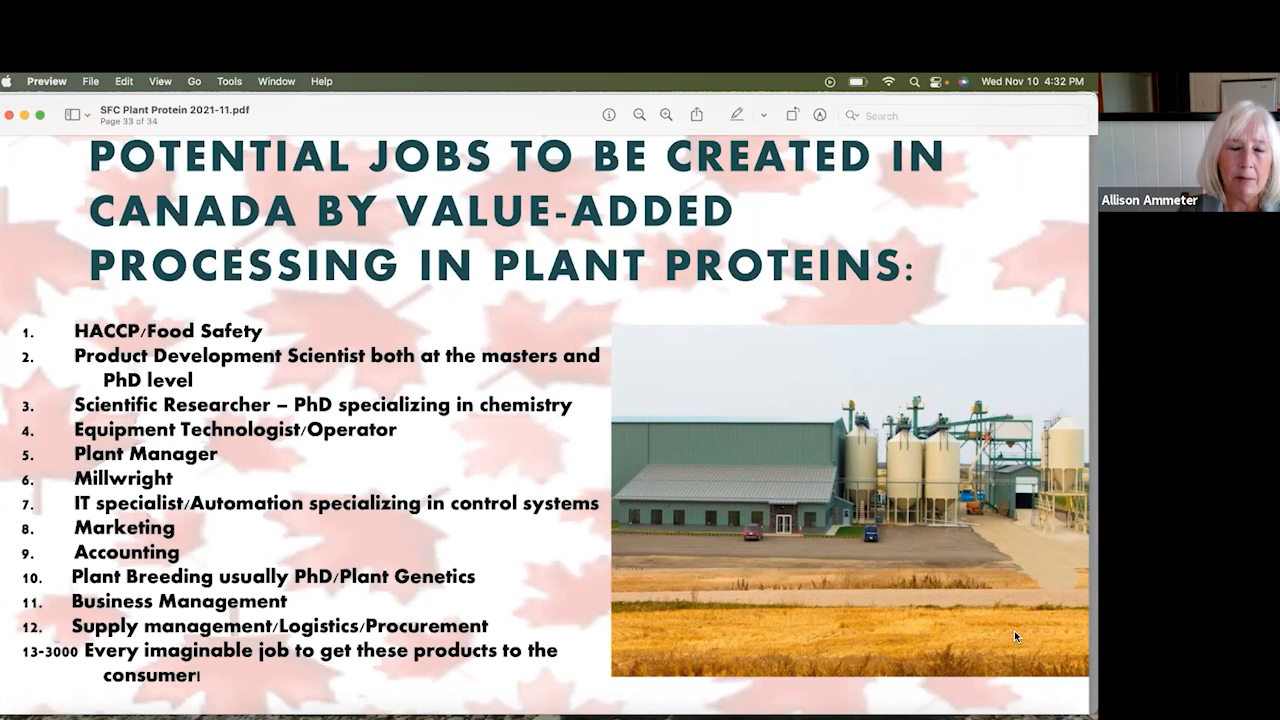 Preview File Edit View Go Tools Window Help Wed Nov 10 4:32 PM
SFC Plant Protein 2021-11.pdf
Page 33 of 34
Search
POTENTIAL JOBS TO BE CREATED IN
CANADA BY VALUE-ADDED
PROCESSING IN PLANT PROTEINS:
Allison Ammeter
1. HACCP/Food Safety
2. Product Development Scientist both at the masters and
PhD level
3. Scientific Researcher – PhD specializing in chemistry
4. Equipment Technologist/Operator
5. Plant Manager
6. Millwright
7. IT specialist/Automation specializing in control systems
8. Marketing
9. Accounting
10. Plant Breeding usually PhD/Plant Genetics
11. Business Management
12. Supply management/Logistics/Procurement
13-3000 Every imaginable job to get these products to the
consumer!